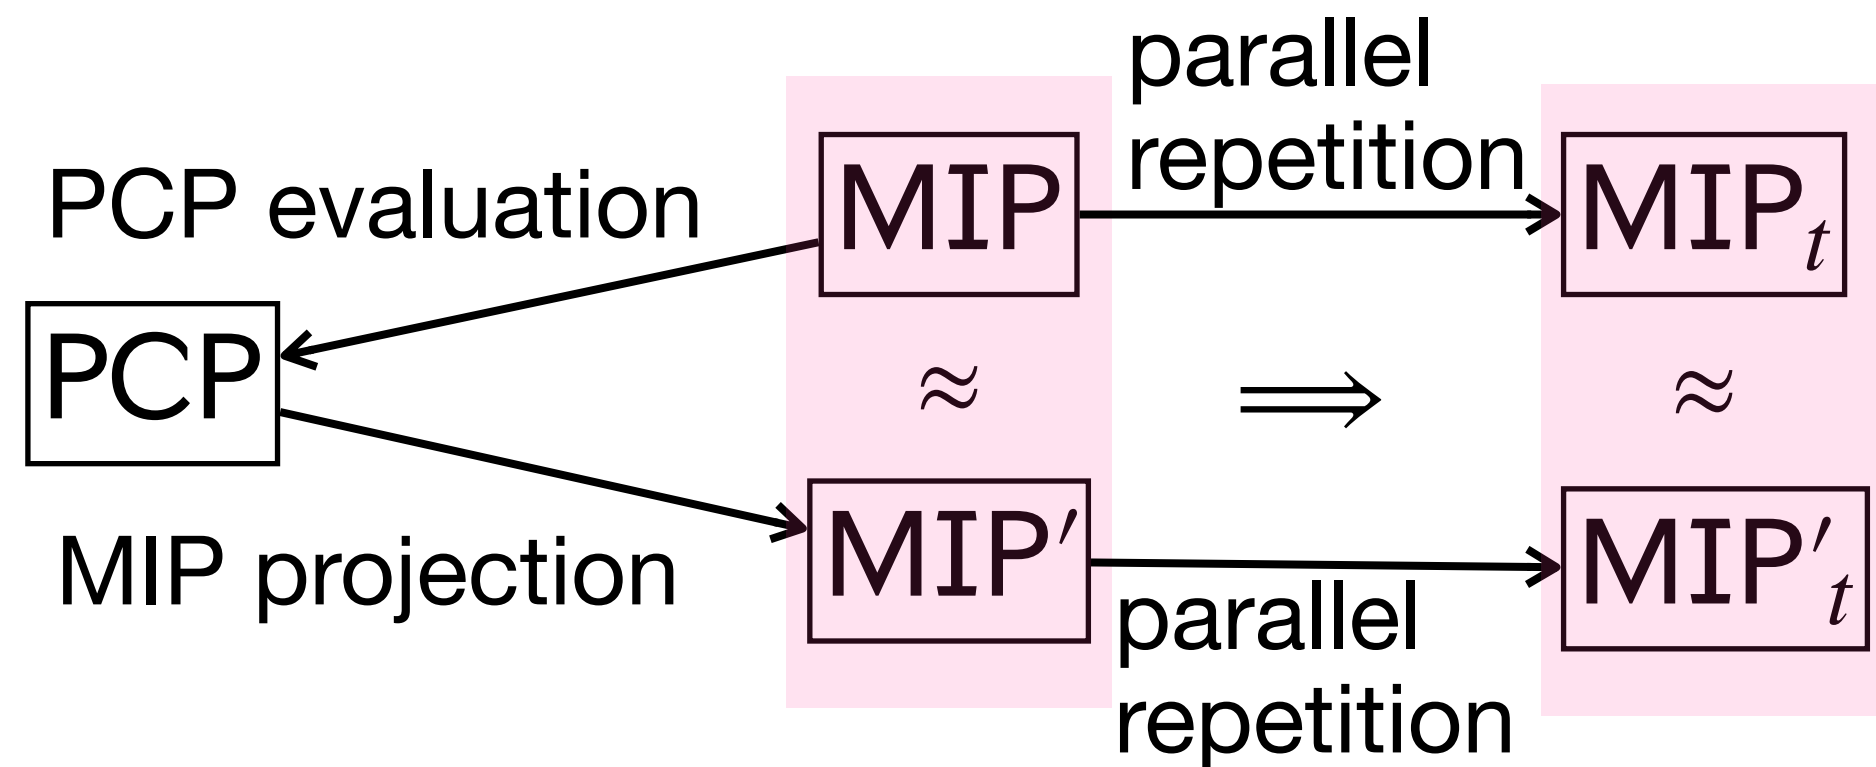 parallel
repetition
PCP evaluation
MIP
MIPₜ
PCP
≈
⟹
≈
MIP projection
MIP′
MIP′ₜ
parallel
repetition